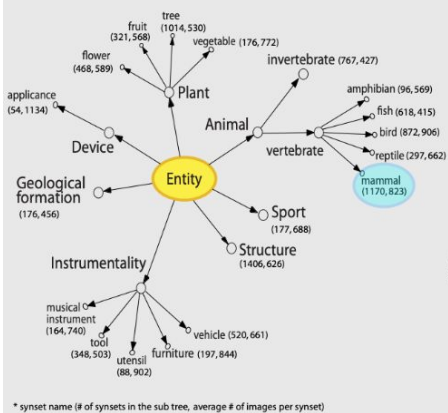 tree
(1014,530)
fruit
(321,568)
vegetable (176,772)
flower
(468,589)
Plant
applicance
(54,1134)
Device
invertebrate (767,427)
Animal
amphibian (96,569)
fish (618,415)
bird (872,906)
vertebrate
reptile (297,662)
mammal
(1170,823)
Entity
Geological
formation
(176,456)
Sport
(177,688)
Structure
(1406,626)
Instrumentality
musical
instrument
(164,740)
tool
(348,503)
utensil
(88,902)
furniture (197,844)
vehicle (520,661)
* synset name (# of synsets in the sub tree, average # of images per synset)